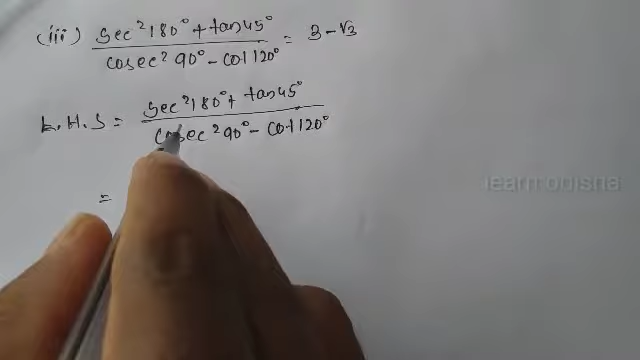 (iii) sec²180° + tan45° / cosec²90° - cot120° = 3 - √3
L.H.S = sec²180° + tan45° / cosec²90° - cot120°
=
learnodisha